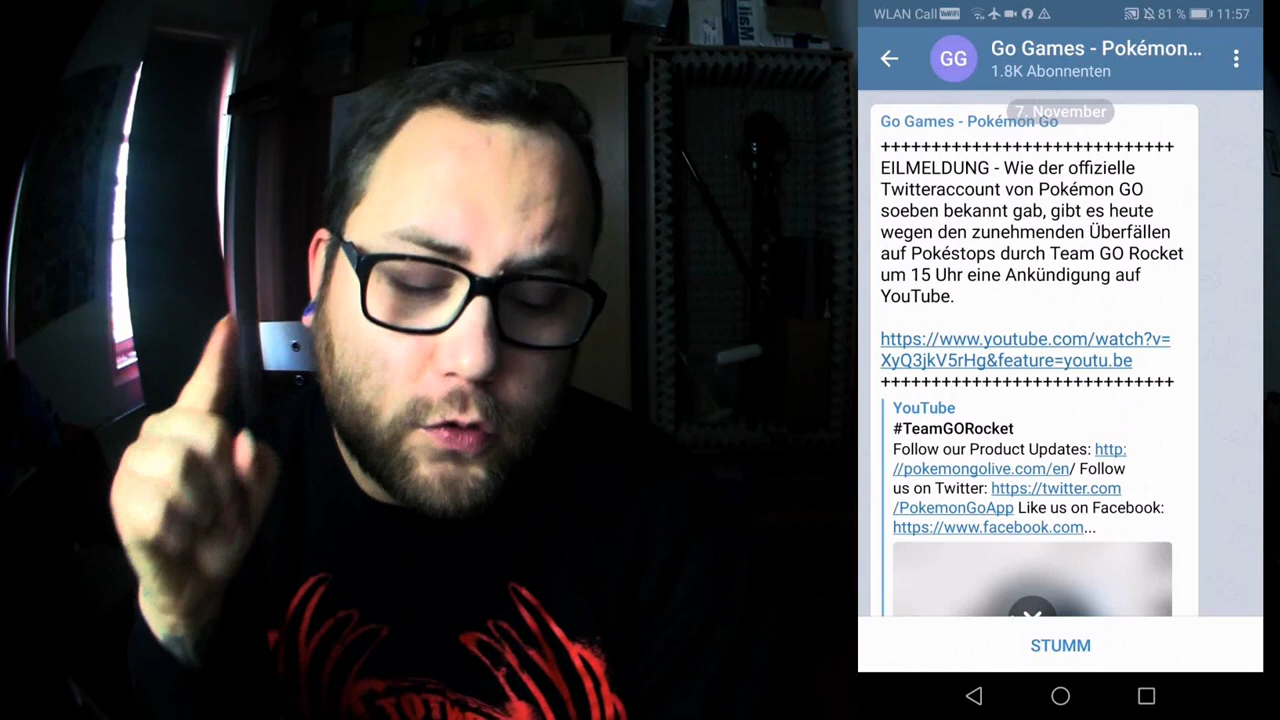 WLAN Call VoWiFi 81 % 11:57
GG Go Games - Pokémon...
1.8K Abonnenten
7. November
Go Games - Pokémon Go
++++++++++++++++++++++++++++
EILMELDUNG - Wie der offizielle
Twitteraccount von Pokémon GO
soeben bekannt gab, gibt es heute
wegen den zunehmenden Überfällen
auf Pokéstops durch Team GO Rocket
um 15 Uhr eine Ankündigung auf
YouTube.
https://www.youtube.com/watch?v=
XyQ3jkV5rHg&feature=youtu.be
++++++++++++++++++++++++++++
YouTube
#TeamGORocket
Follow our Product Updates: http:
//pokemongolive.com/en/ Follow
us on Twitter: https://twitter.com
/PokemonGoApp Like us on Facebook:
https://www.facebook.com...
STUMM